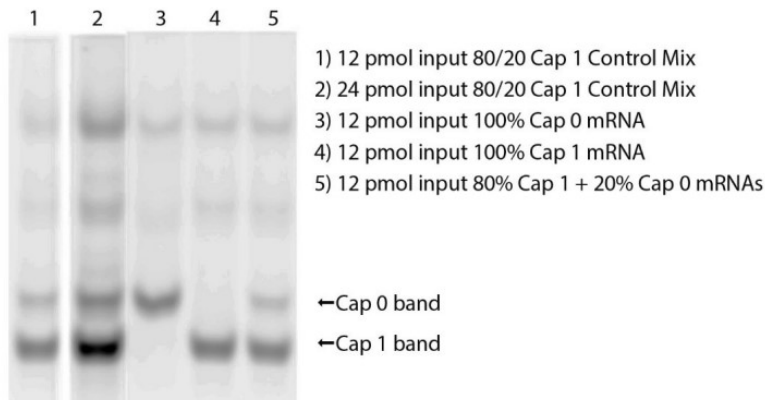 1 2 3 4 5
1) 12 pmol input 80/20 Cap 1 Control Mix
2) 24 pmol input 80/20 Cap 1 Control Mix
3) 12 pmol input 100% Cap 0 mRNA
4) 12 pmol input 100% Cap 1 mRNA
5) 12 pmol input 80% Cap 1 + 20% Cap 0 mRNAs
←Cap 0 band
←Cap 1 band